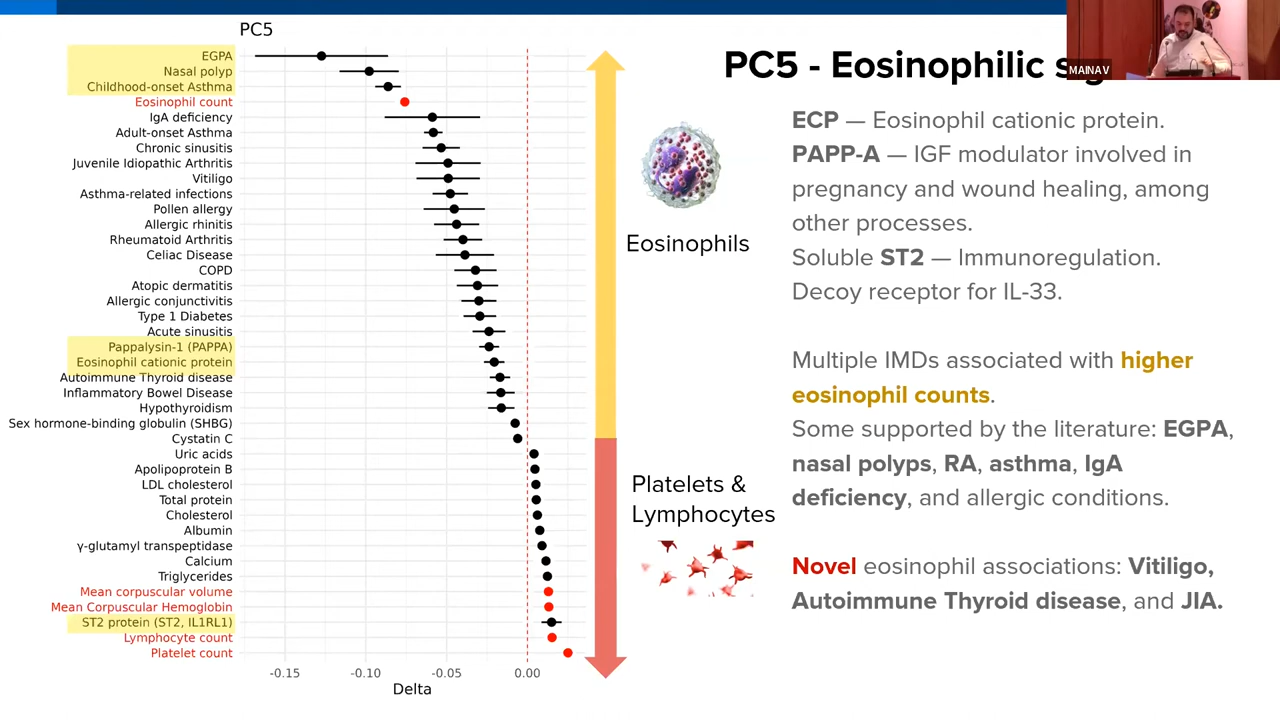 PC5
EGPA
Nasal polyp
Childhood-onset Asthma
Eosinophil count
IgA deficiency
Adult-onset Asthma
Chronic sinusitis
Juvenile Idiopathic Arthritis
Vitiligo
Asthma-related infections
Pollen allergy
Allergic rhinitis
Rheumatoid Arthritis
Celiac Disease
COPD
Atopic dermatitis
Allergic conjunctivitis
Type 1 Diabetes
Acute sinusitis
Pappalysin-1 (PAPPA)
Eosinophil cationic protein
Autoimmune Thyroid disease
Inflammatory Bowel Disease
Hypothyroidism
Sex hormone-binding globulin (SHBG)
Cystatin C
Uric acids
Apolipoprotein B
LDL cholesterol
Total protein
Cholesterol
Albumin
γ-glutamyl transpeptidase
Calcium
Triglycerides
Mean corpuscular volume
Mean Corpuscular Hemoglobin
ST2 protein (ST2, IL1RL1)
Lymphocyte count
Platelet count
-0.15 -0.10 -0.05 0.00
Delta
Eosinophils
Platelets &
Lymphocytes
PC5 - Eosinophilic
MAINAV
ECP — Eosinophil cationic protein.
PAPP-A — IGF modulator involved in
pregnancy and wound healing, among
other processes.
Soluble ST2 — Immunoregulation.
Decoy receptor for IL-33.
Multiple IMDs associated with higher
eosinophil counts.
Some supported by the literature: EGPA,
nasal polyps, RA, asthma, IgA
deficiency, and allergic conditions.
Novel eosinophil associations: Vitiligo,
Autoimmune Thyroid disease, and JIA.